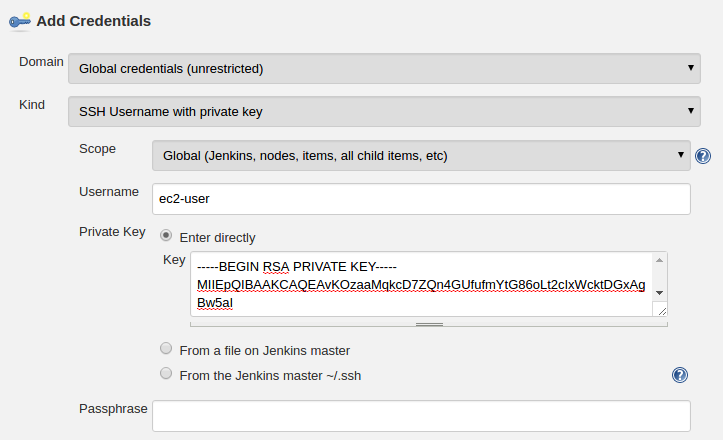 Add Credentials
Domain
Global credentials (unrestricted)
Kind
SSH Username with private key
Scope
Global (Jenkins, nodes, items, all child items, etc)
Username
ec2-user
Private Key
Enter directly
Key
-----BEGIN RSA PRIVATE KEY-----
MIIEpQIBAAKCAQEAvKOzaaMqkcD7ZQn4GUfufmYtG86oLt2cIxWcktDGxAg
Bw5aI
From a file on Jenkins master
From the Jenkins master ~/.ssh
Passphrase